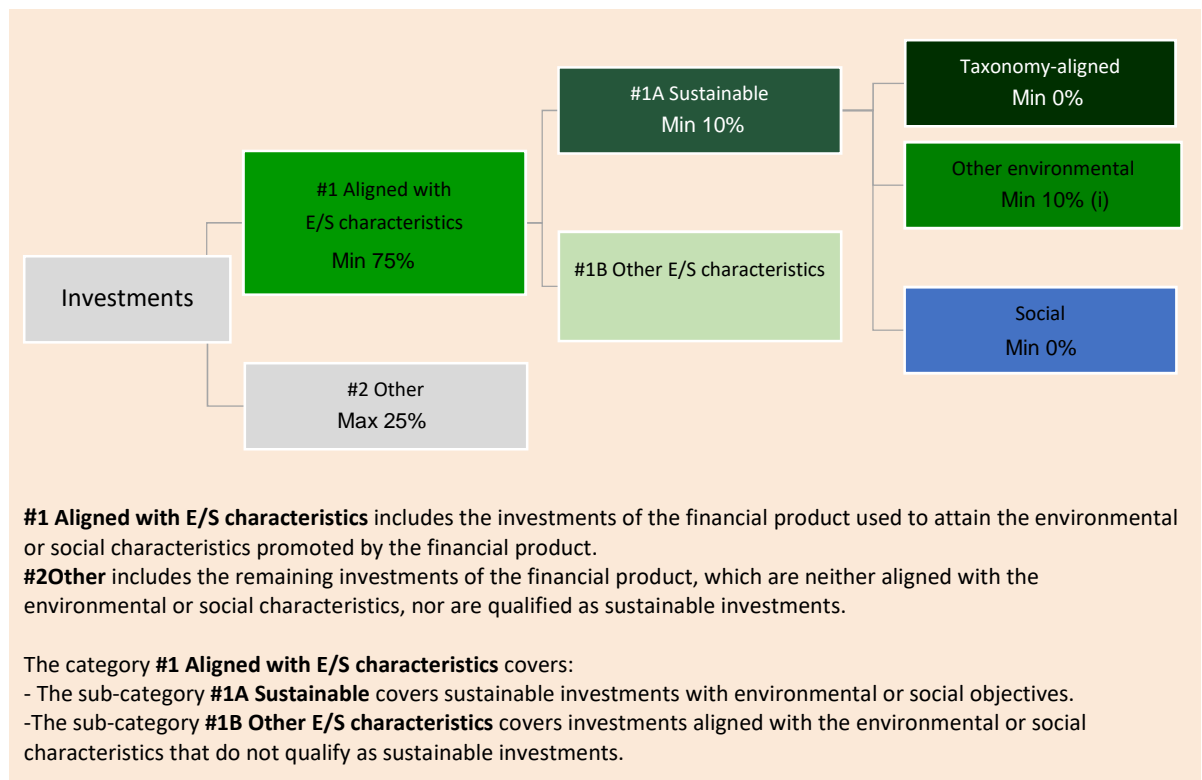 Investments
#1 Aligned with
E/S characteristics
Min 75%
#2 Other
Max 25%
#1A Sustainable
Min 10%
#1B Other E/S characteristics
Taxonomy-aligned
Min 0%
Other environmental
Min 10% (i)
Social
Min 0%
#1 Aligned with E/S characteristics includes the investments of the financial product used to attain the environmental
or social characteristics promoted by the financial product.
#2Other includes the remaining investments of the financial product, which are neither aligned with the
environmental or social characteristics, nor are qualified as sustainable investments.
The category #1 Aligned with E/S characteristics covers:
- The sub-category #1A Sustainable covers sustainable investments with environmental or social objectives.
-The sub-category #1B Other E/S characteristics covers investments aligned with the environmental or social
characteristics that do not qualify as sustainable investments.